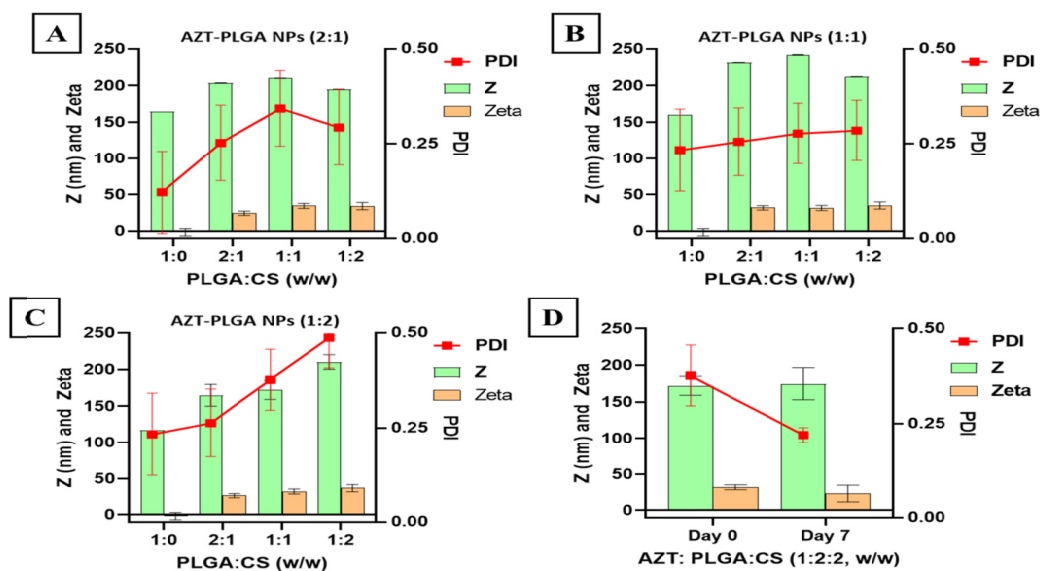 A
AZT-PLGA NPs (2:1)
Z (nm) and Zeta
250
200
150
100
50
0
0.50
0.25
0.00
PDI
PDI
Z
Zeta
1:0 2:1 1:1 1:2
PLGA:CS (w/w)
B
AZT-PLGA NPs (1:1)
Z (nm) and Zeta
250
200
150
100
50
0
0.50
0.25
0.00
PDI
PDI
Z
Zeta
1:0 2:1 1:1 1:2
PLGA:CS (w/w)
C
AZT-PLGA NPs (1:2)
Z (nm) and Zeta
250
200
150
100
50
0
0.50
0.25
0.00
PDI
PDI
Z
Zeta
1:0 2:1 1:1 1:2
PLGA:CS (w/w)
D
Z (nm) and Zeta
250
200
150
100
50
0
0.50
0.25
0.00
PDI
PDI
Z
Zeta
Day 0 Day 7
AZT: PLGA:CS (1:2:2, w/w)